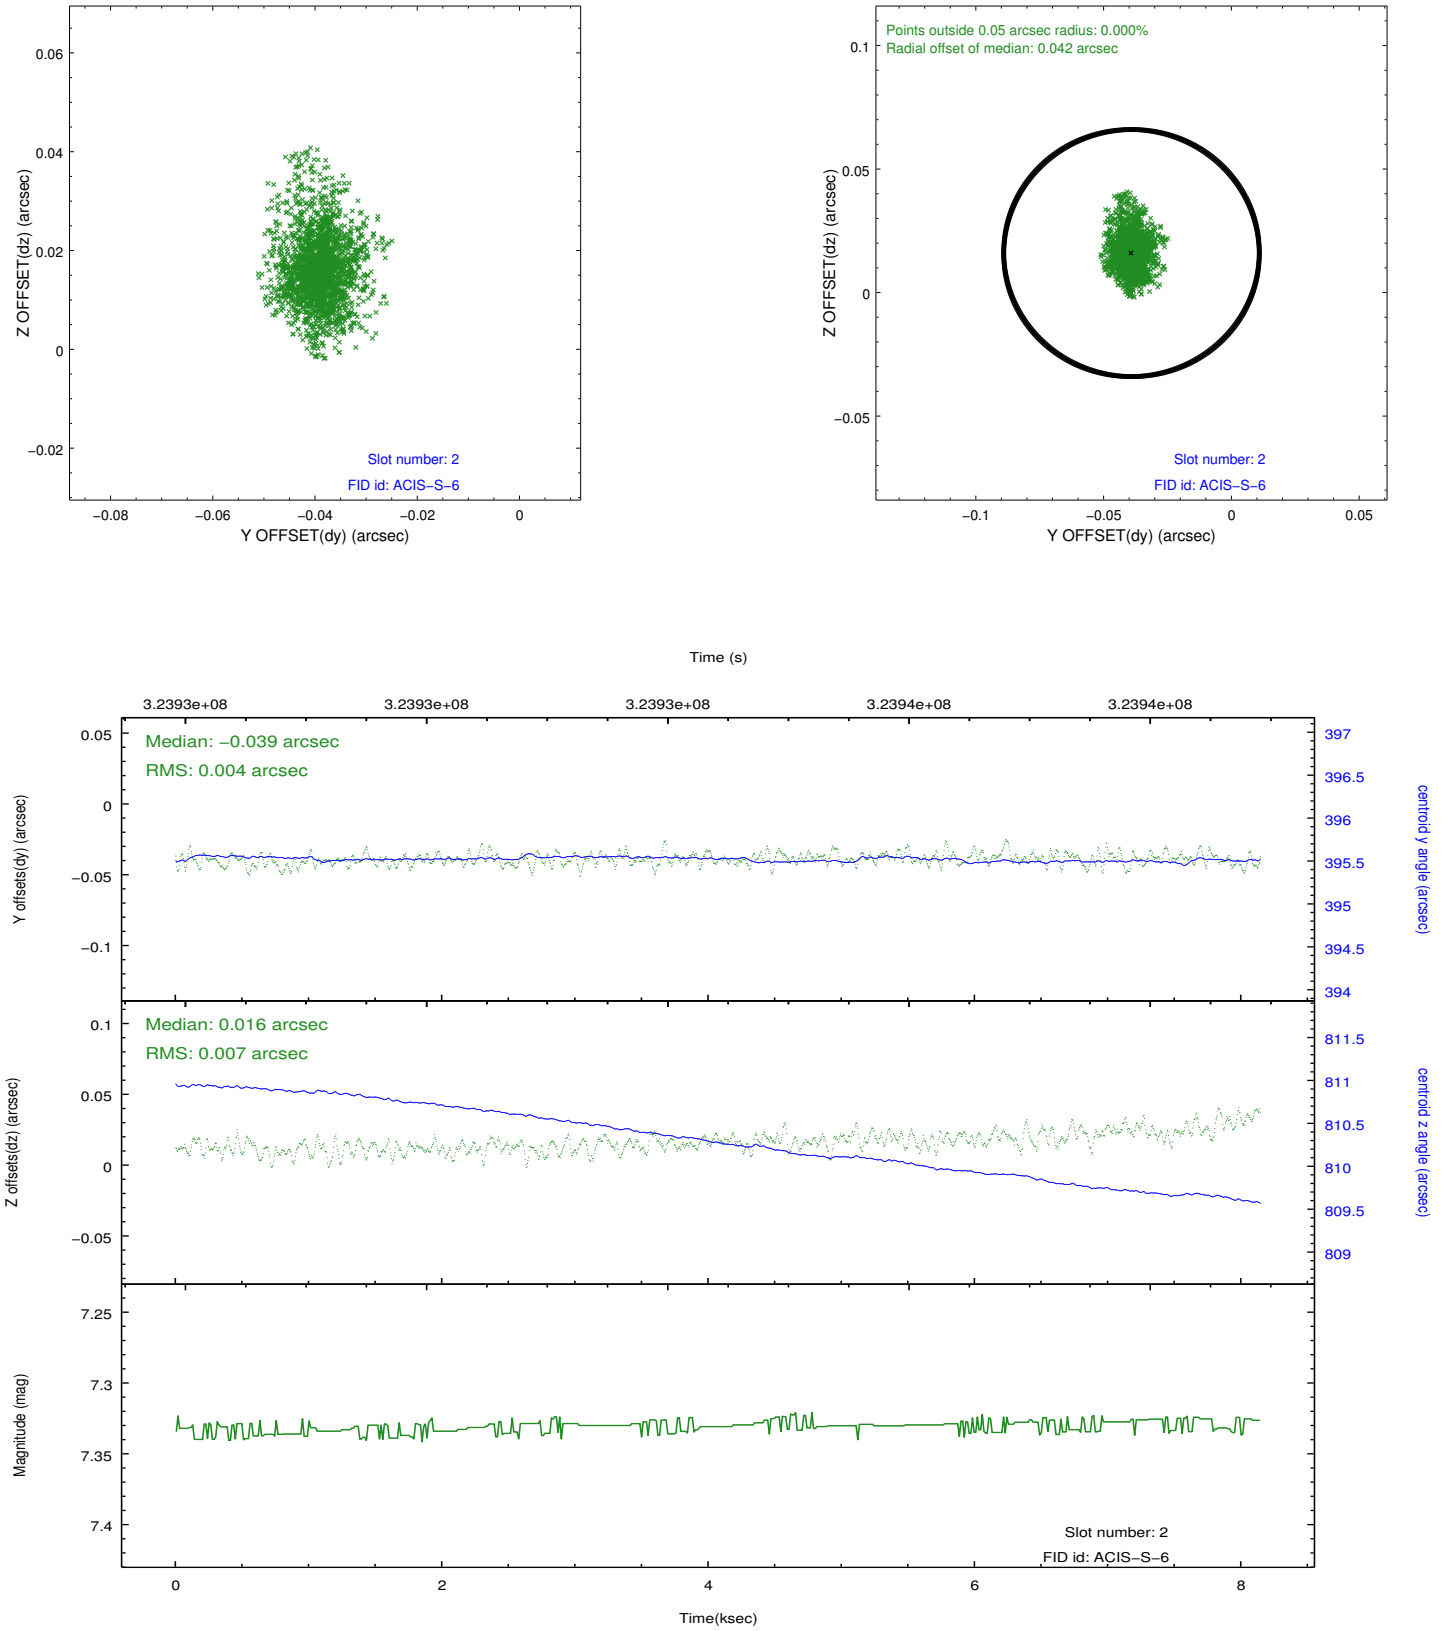 0.06
0.04
0.02
0
−0.02
Z OFFSET(dz) (arcsec)
Slot number: 2
FID id: ACIS−S−6
−0.08 −0.06 −0.04 −0.02 0
Y OFFSET(dy) (arcsec)
Points outside 0.05 arcsec radius: 0.000%
Radial offset of median: 0.042 arcsec
0.1
0.05
0
−0.05
Z OFFSET(dz) (arcsec)
Slot number: 2
FID id: ACIS−S−6
−0.1 −0.05 0 0.05
Y OFFSET(dy) (arcsec)
Time (s)
3.2393e+08 3.2393e+08 3.2393e+08 3.2394e+08 3.2394e+08
Median: −0.039 arcsec
RMS: 0.004 arcsec
0.05
0
−0.05
−0.1
Y offsets(dy) (arcsec)
397
396.5
396
395.5
395
394.5
394
centroid y angle (arcsec)
Median: 0.016 arcsec
RMS: 0.007 arcsec
0.1
0.05
0
−0.05
Z offsets(dz) (arcsec)
811.5
811
810.5
810
809.5
809
centroid z angle (arcsec)
7.25
7.3
7.35
7.4
Magnitude (mag)
Slot number: 2
FID id: ACIS−S−6
0 2 4 6 8
Time(ksec)